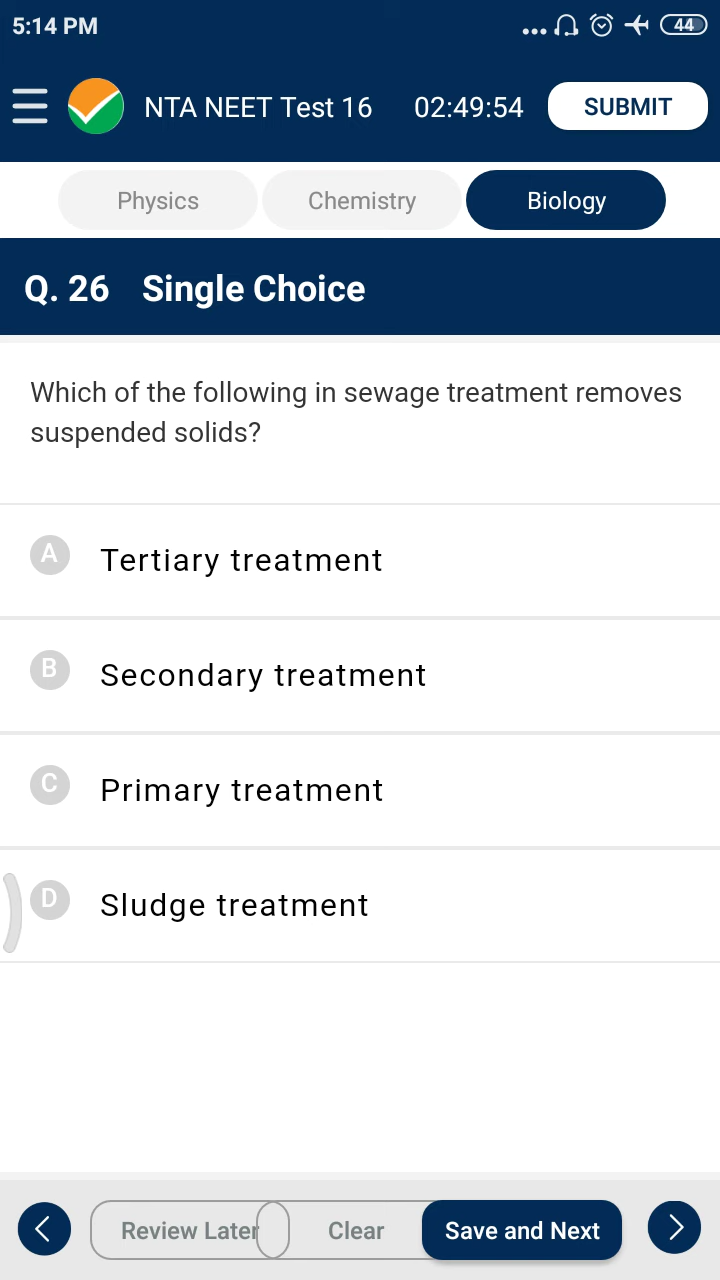 5:14 PM
44
NTA NEET Test 16
02:49:54
SUBMIT
Physics
Chemistry
Biology
Q. 26 Single Choice
Which of the following in sewage treatment removes
suspended solids?
A Tertiary treatment
B Secondary treatment
C Primary treatment
D Sludge treatment
Review Later
Clear
Save and Next